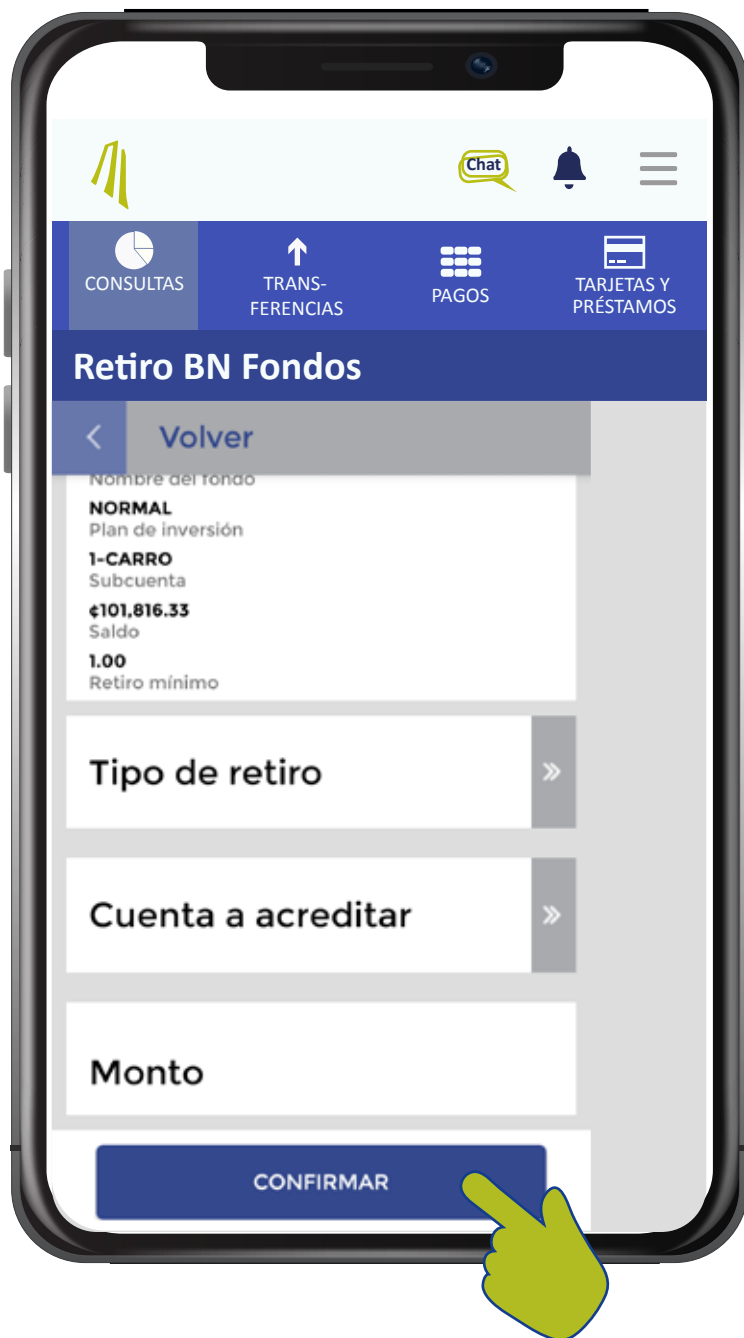 Chat
CONSULTAS
TRANS-
FERENCIAS
PAGOS
TARJETAS Y
PRÉSTAMOS
Retiro BN Fondos
Volver
Nombre del fondo
NORMAL
Plan de inversión
1-CARRO
Subcuenta
¢101,816.33
Saldo
1.00
Retiro mínimo
Tipo de retiro
Cuenta a acreditar
Monto
CONFIRMAR